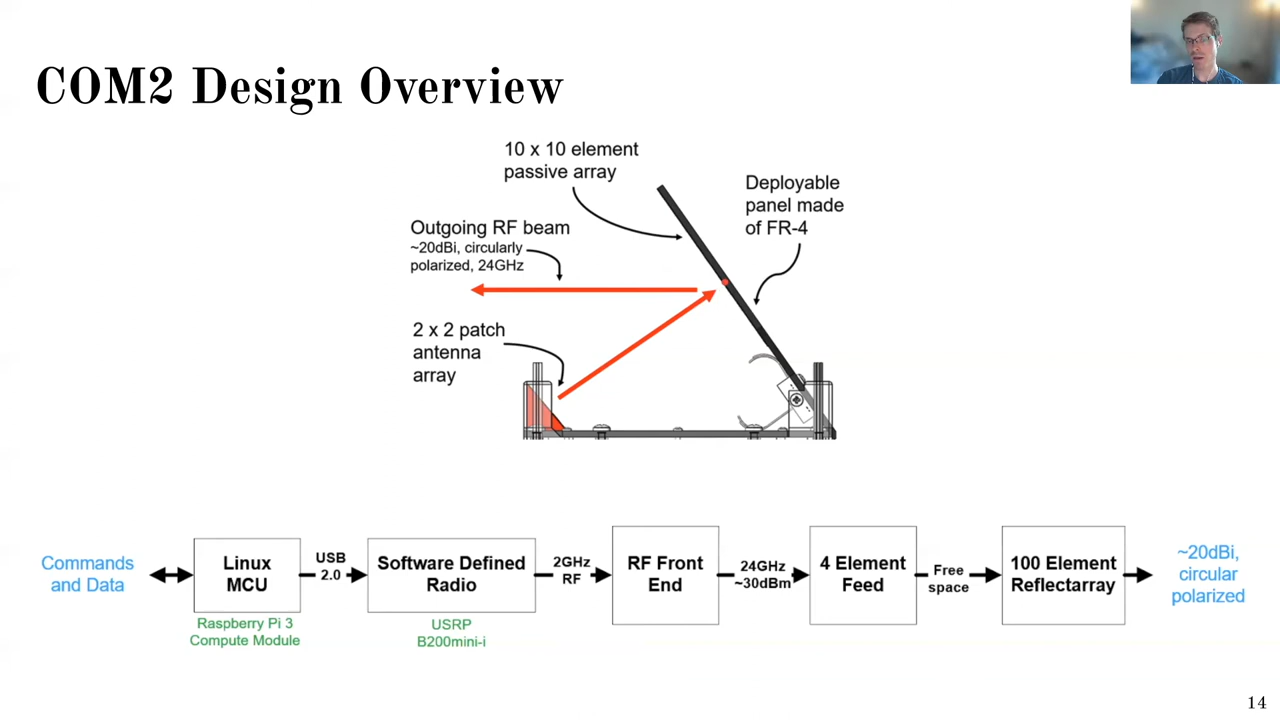 COM2 Design Overview
10 x 10 element
passive array
Deployable
panel made
of FR-4
Outgoing RF beam
~20dBi, circularly
polarized, 24GHz
2 x 2 patch
antenna
array
Commands
and Data
Linux
MCU
Raspberry Pi 3
Compute Module
USB
2.0
Software Defined
Radio
USRP
B200mini-i
2GHz
RF
RF Front
End
24GHz
~30dBm
4 Element
Feed
Free
space
100 Element
Reflectarray
~20dBi,
circular
polarized
14